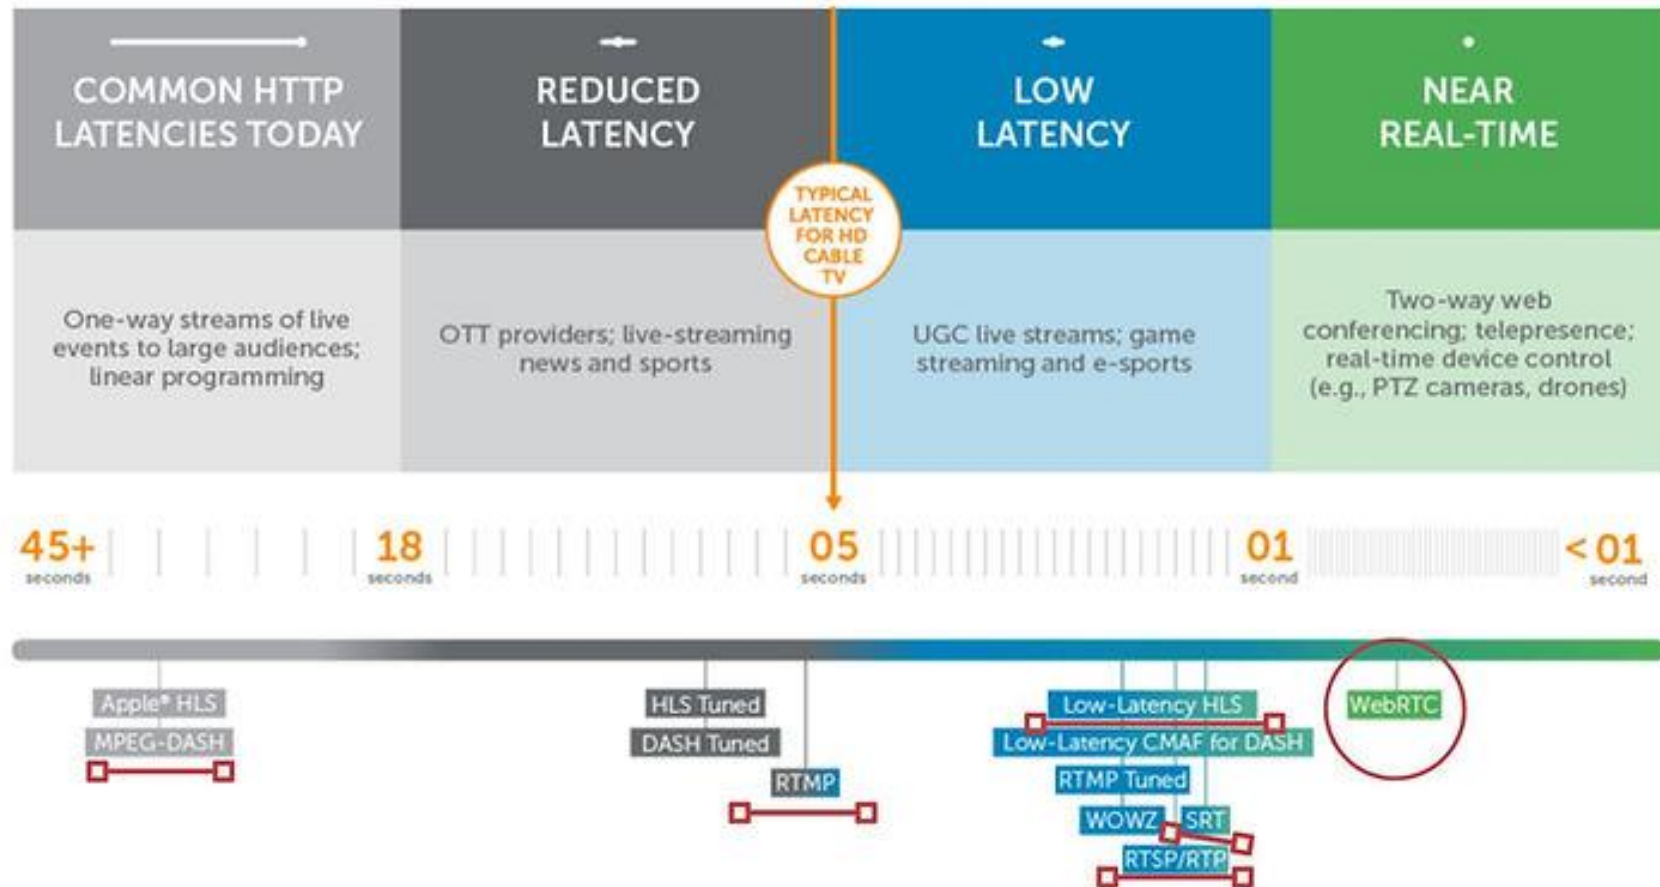 COMMON HTTP
LATENCIES TODAY
REDUCED
LATENCY
LOW
LATENCY
NEAR
REAL-TIME
TYPICAL
LATENCY
FOR HD
CABLE
TV
One-way streams of live
events to large audiences;
linear programming
OTT providers; live-streaming
news and sports
UGC live streams; game
streaming and e-sports
Two-way web
conferencing; telepresence;
real-time device control
(e.g., PTZ cameras, drones)
45+
seconds
18
seconds
05
seconds
01
second
< 01
second
Apple® HLS
MPEG-DASH
HLS Tuned
DASH Tuned
RTMP
Low-Latency HLS
Low-Latency CMAF for DASH
RTMP Tuned
WOWZ
SRT
RTSP/RTP
WebRTC